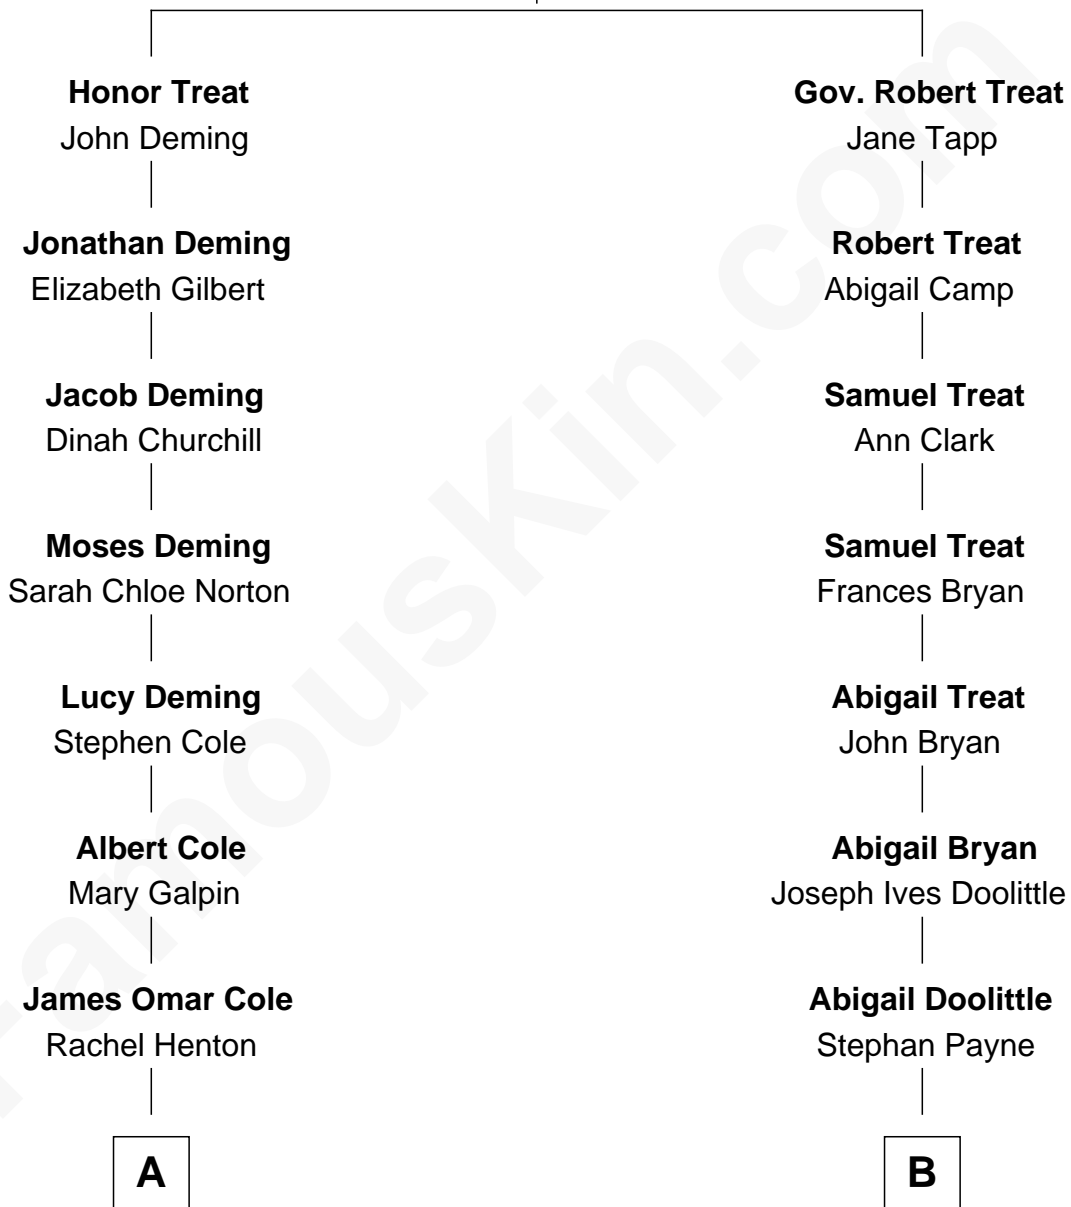 Honor Treat
John Deming
Jonathan Deming
Elizabeth Gilbert
Jacob Deming
Dinah Churchill
Moses Deming
Sarah Chloe Norton
Lucy Deming
Stephen Cole
Albert Cole
Mary Galpin
James Omar Cole
Rachel Henton
A
Gov. Robert Treat
Jane Tapp
Robert Treat
Abigail Camp
Samuel Treat
Ann Clark
Samuel Treat
Frances Bryan
Abigail Treat
John Bryan
Abigail Bryan
Joseph Ives Doolittle
Abigail Doolittle
Stephan Payne
B
FamousKin.com